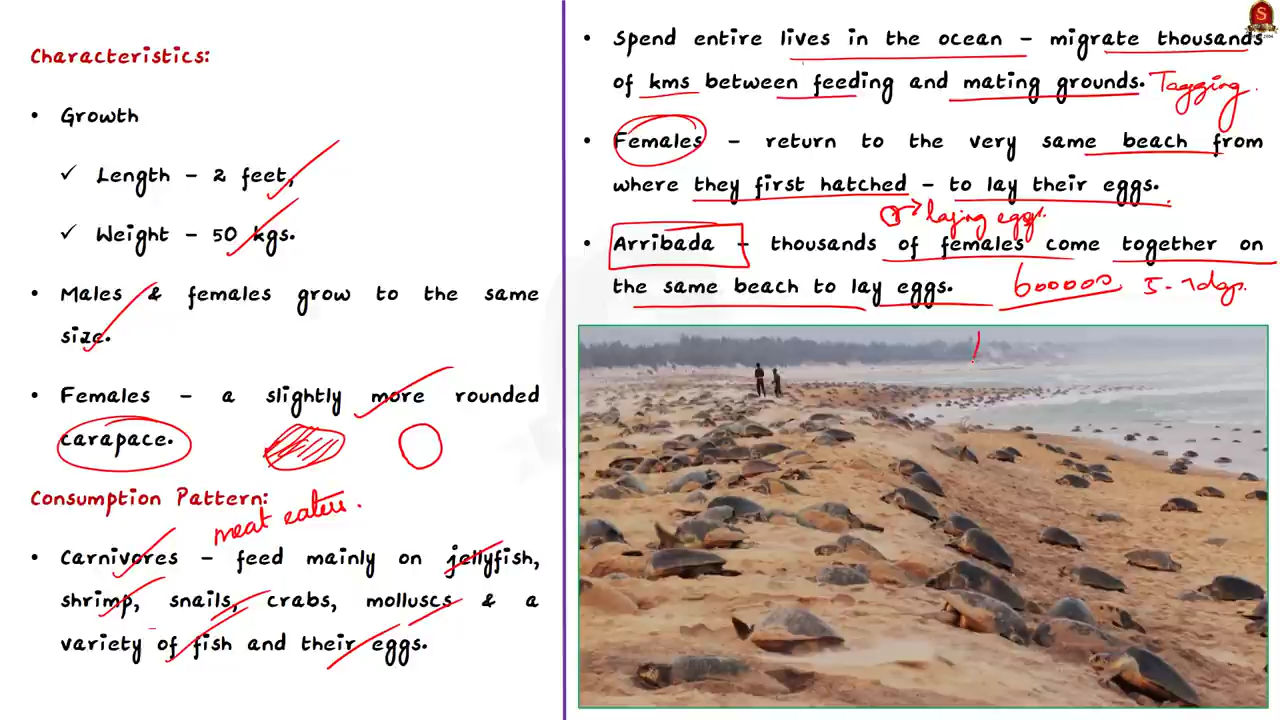 Characteristics:
• Growth
✓ Length – 2 feet,
✓ Weight – 50 kgs.
• Males & females grow to the same
size.
• Females – a slightly more rounded
carapace.
Consumption Pattern:
meat eaters.
• Carnivores – feed mainly on jellyfish,
shrimp, snails, crabs, molluscs & a
variety of fish and their eggs.
• Spend entire lives in the ocean – migrate thousands
of kms between feeding and mating grounds. Tagging.
• Females – return to the very same beach from
where they first hatched – to lay their eggs.
laying eggs.
• Arribada – thousands of females come together on
the same beach to lay eggs. 600000 5-7 days.
S